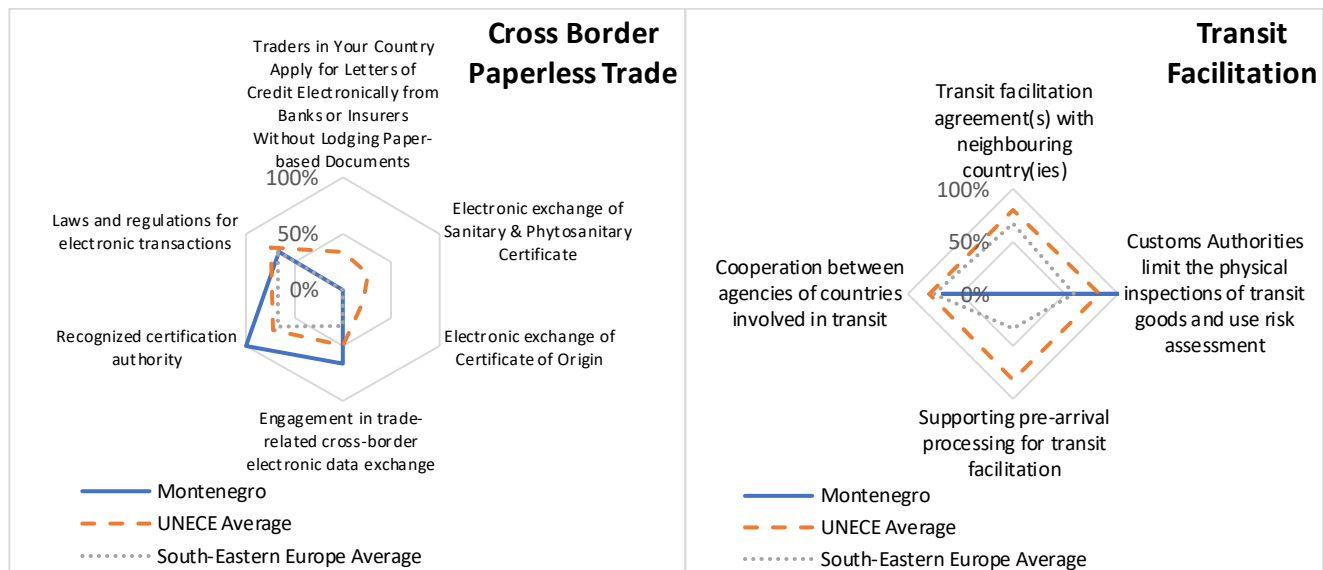 Cross Border
Paperless Trade
Traders in Your Country
Apply for Letters of
Credit Electronically from
Banks or Insurers
Without Lodging Paper-
based Documents
100%
50%
0%
Electronic exchange of
Sanitary & Phytosanitary
Certificate
Electronic exchange of
Certificate of Origin
Engagement in trade-
related cross-border
electronic data exchange
Recognized certification
authority
Laws and regulations for
electronic transactions
Montenegro
UNECE Average
South-Eastern Europe Average
Transit
Facilitation
Transit facilitation
agreement(s) with
neighbouring
country(ies)
100%
50%
0%
Customs Authorities
limit the physical
inspections of transit
goods and use risk
assessment
Supporting pre-arrival
processing for transit
facilitation
Cooperation between
agencies of countries
involved in transit
Montenegro
UNECE Average
South-Eastern Europe Average